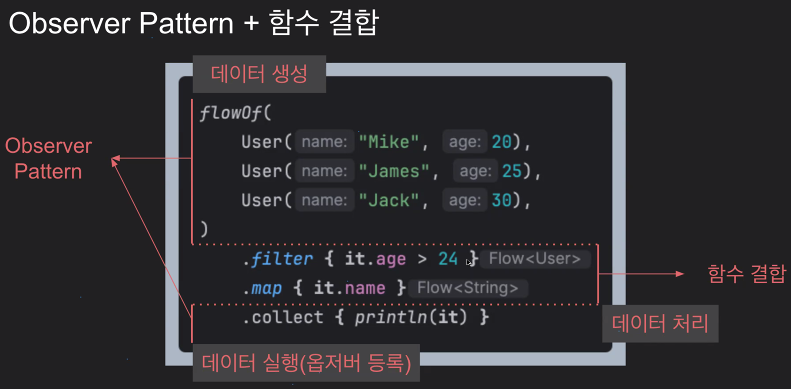 Observer Pattern + 함수 결합
데이터 생성
flowOf(
User( name: "Mike", age: 20),
Observer
Pattern
User( name: "James", age: 25),
User( name: "Jack", age: 30),
)
.filter { it.age > 24 } Flow<User>
.map { it.name } Flow<String>
함수 결합
.collect { println(it) }
데이터 처리
데이터 실행(옵저버 등록)